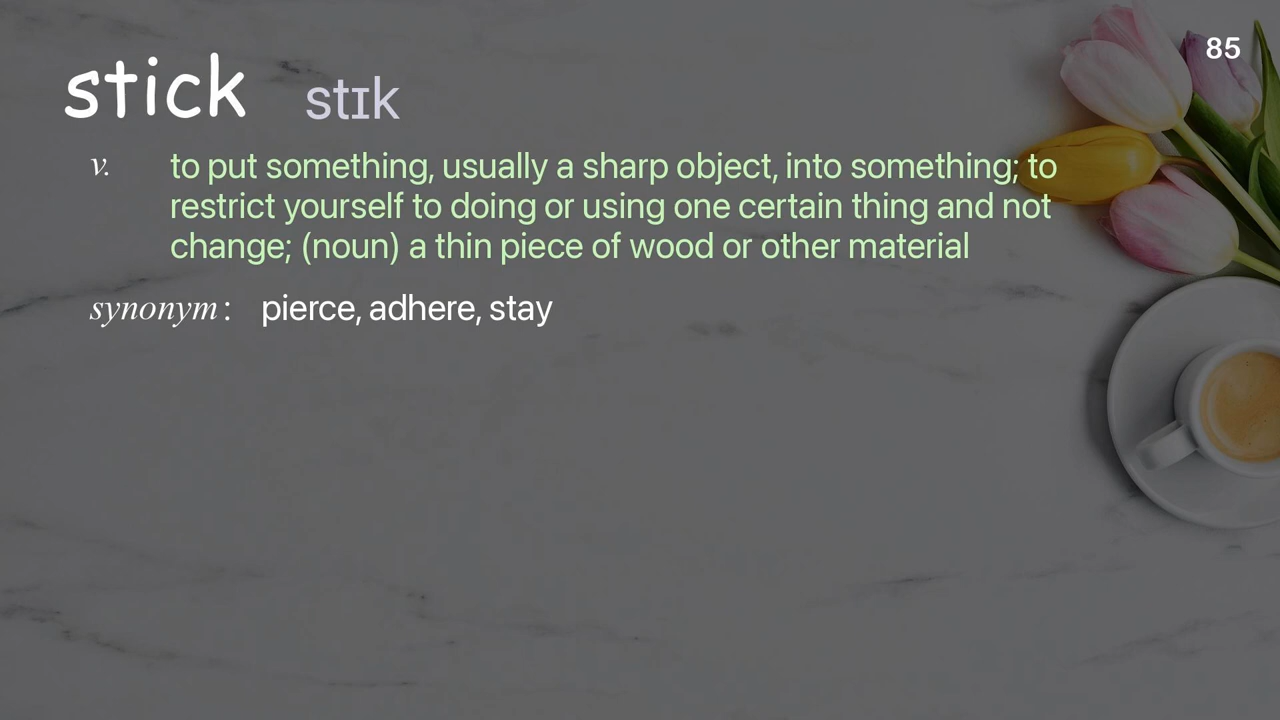 85
stick stɪk
v. to put something, usually a sharp object, into something; to
restrict yourself to doing or using one certain thing and not
change; (noun) a thin piece of wood or other material
synonym: pierce, adhere, stay